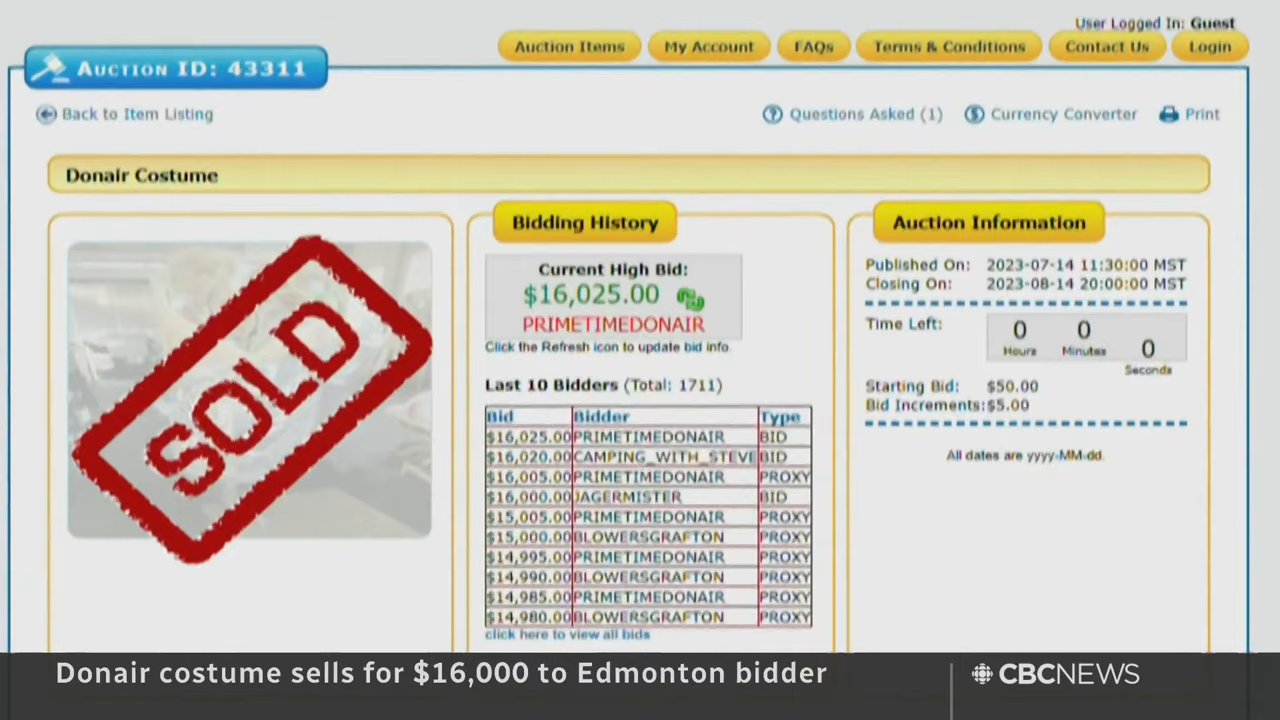 User Logged In: Guest
Auction Items
My Account
FAQs
Terms & Conditions
Contact Us
Login
AUCTION ID: 43311
Back to Item Listing
Questions Asked (1)
Currency Converter
Print
Donair Costume
SOLD
Bidding History
Current High Bid:
$16,025.00
PRIMETIMEDONAIR
Click the Refresh icon to update bid info
Last 10 Bidders (Total: 1711)
Bid Bidder Type
$16,025.00 PRIMETIMEDONAIR BID
$16,020.00 CAMPING_WITH_STEVE BID
$16,005.00 PRIMETIMEDONAIR PROXY
$16,000.00 JAGERMISTER BID
$15,005.00 PRIMETIMEDONAIR PROXY
$15,000.00 BLOWERSGRAFTON PROXY
$14,995.00 PRIMETIMEDONAIR PROXY
$14,990.00 BLOWERSGRAFTON PROXY
$14,985.00 PRIMETIMEDONAIR PROXY
$14,980.00 BLOWERSGRAFTON PROXY
click here to view all bids
Auction Information
Published On: 2023-07-14 11:30:00 MST
Closing On: 2023-08-14 20:00:00 MST
Time Left:
0 Hours
0 Minutes
0 Seconds
Starting Bid: $50.00
Bid Increments: $5.00
All dates are yyyy-MM-dd
Donair costume sells for $16,000 to Edmonton bidder
CBCNEWS